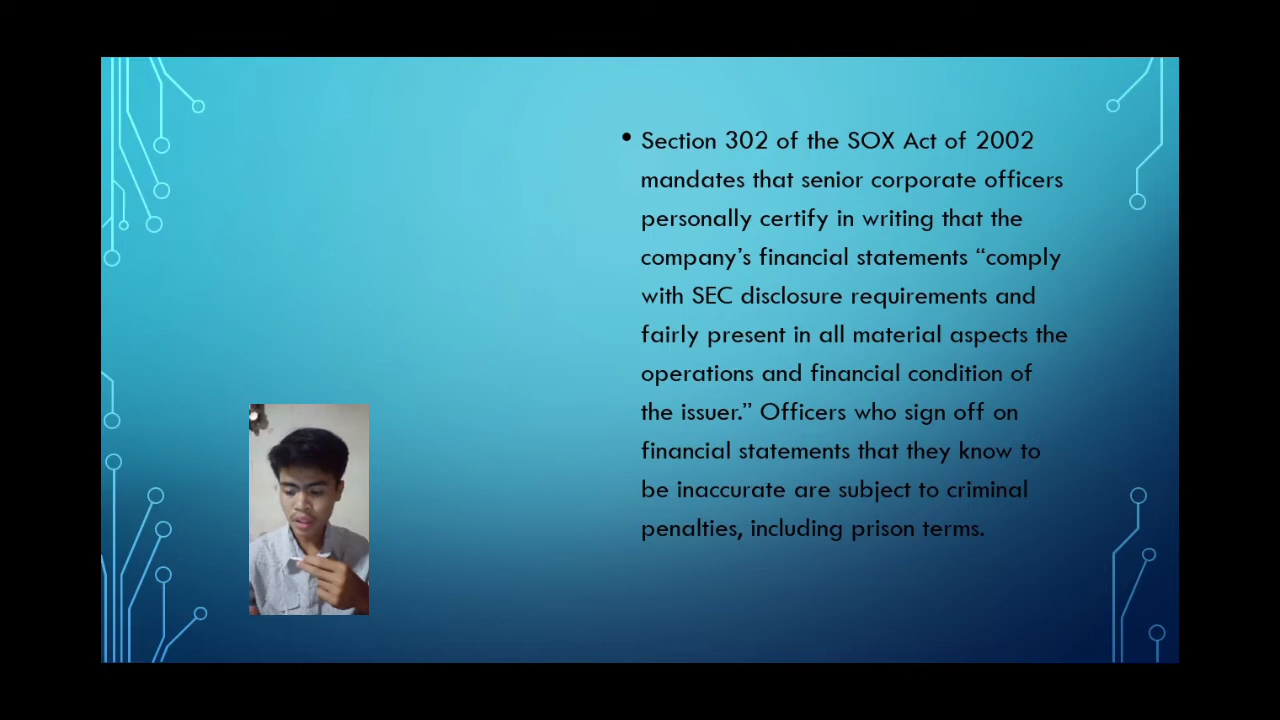 • Section 302 of the SOX Act of 2002
mandates that senior corporate officers
personally certify in writing that the
company's financial statements “comply
with SEC disclosure requirements and
fairly present in all material aspects the
operations and financial condition of
the issuer.” Officers who sign off on
financial statements that they know to
be inaccurate are subject to criminal
penalties, including prison terms.